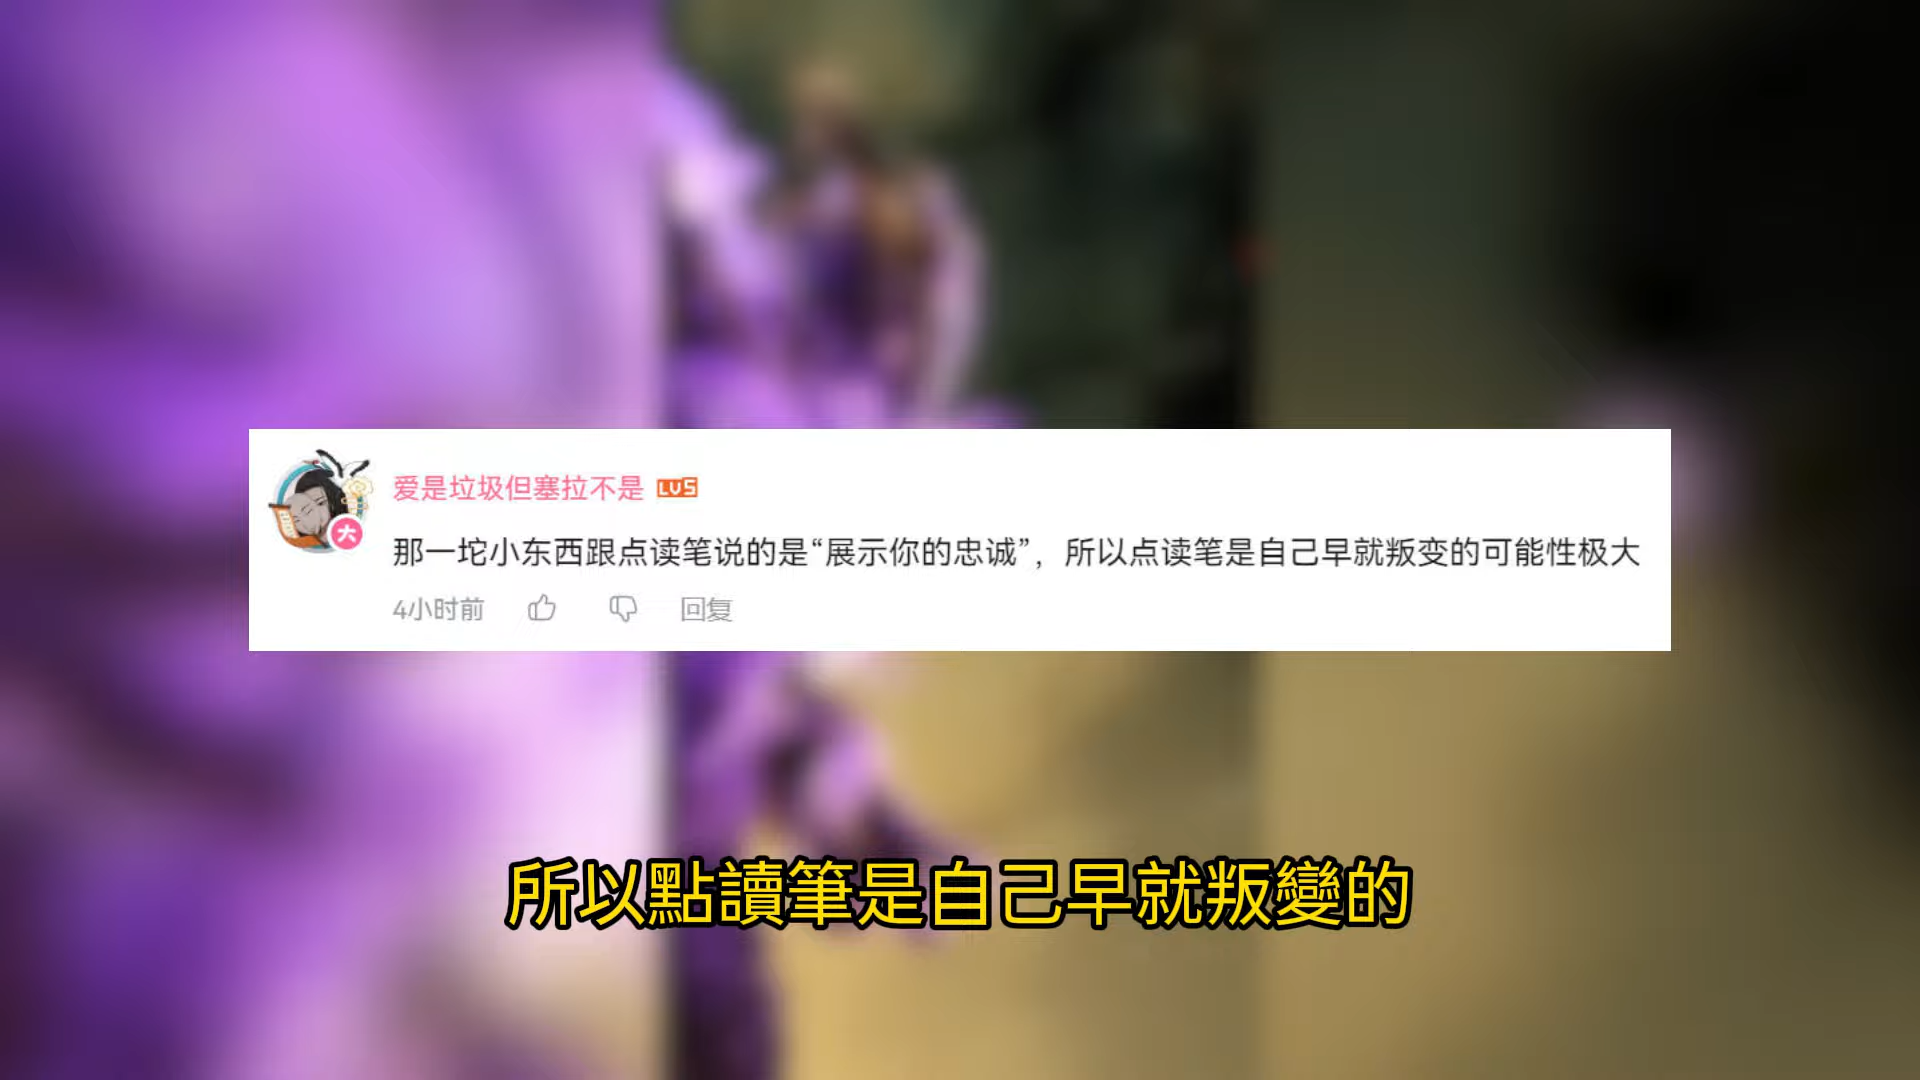 爱是垃圾但塞拉不是 LV5
那一坨小东西跟点读笔说的是“展示你的忠诚”，所以点读笔是自己早就叛变的可能性极大
大
4小时前 回复
所以點讀筆是自己早就叛變的